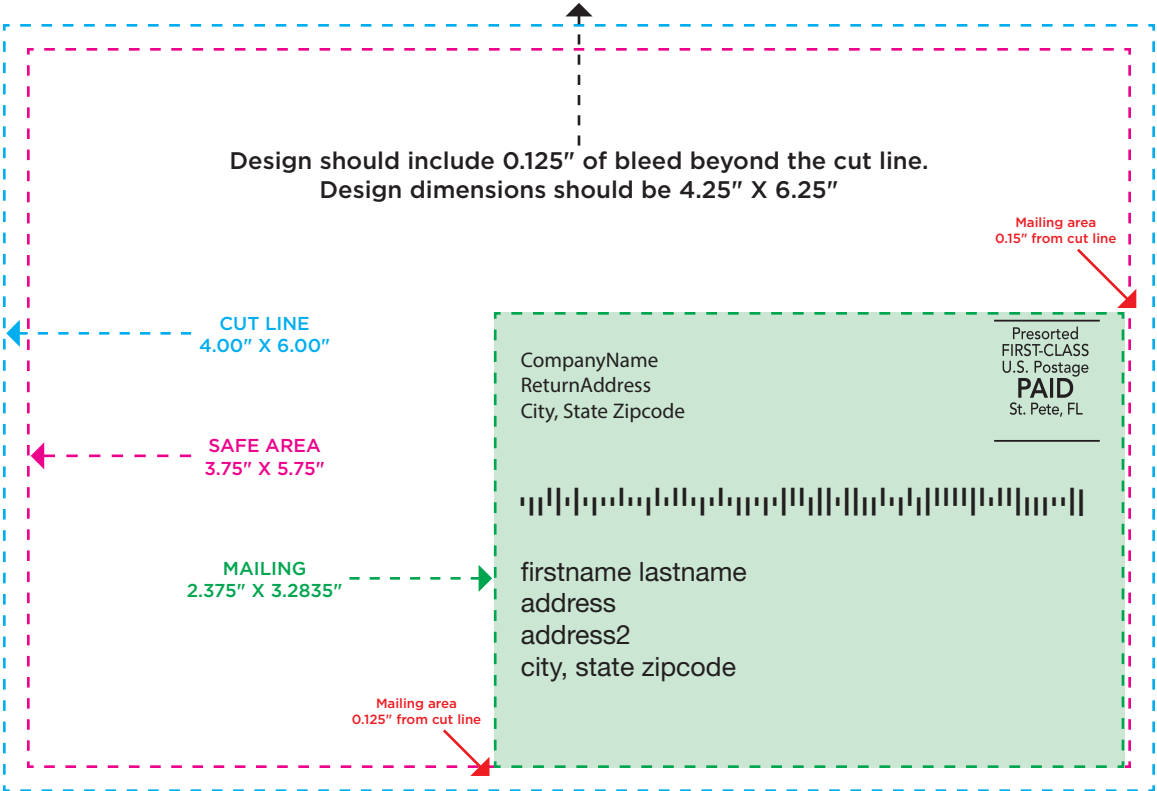 Design should include 0.125" of bleed beyond the cut line.
Design dimensions should be 4.25" X 6.25"
Mailing area
0.15" from cut line
CUT LINE
4.00" X 6.00"
CompanyName
ReturnAddress
City, State Zipcode
Presorted
FIRST-CLASS
U.S. Postage
PAID
St. Pete, FL
SAFE AREA
3.75" X 5.75"
MAILING
2.375" X 3.2835"
firstname lastname
address
address2
city, state zipcode
Mailing area
0.125" from cut line